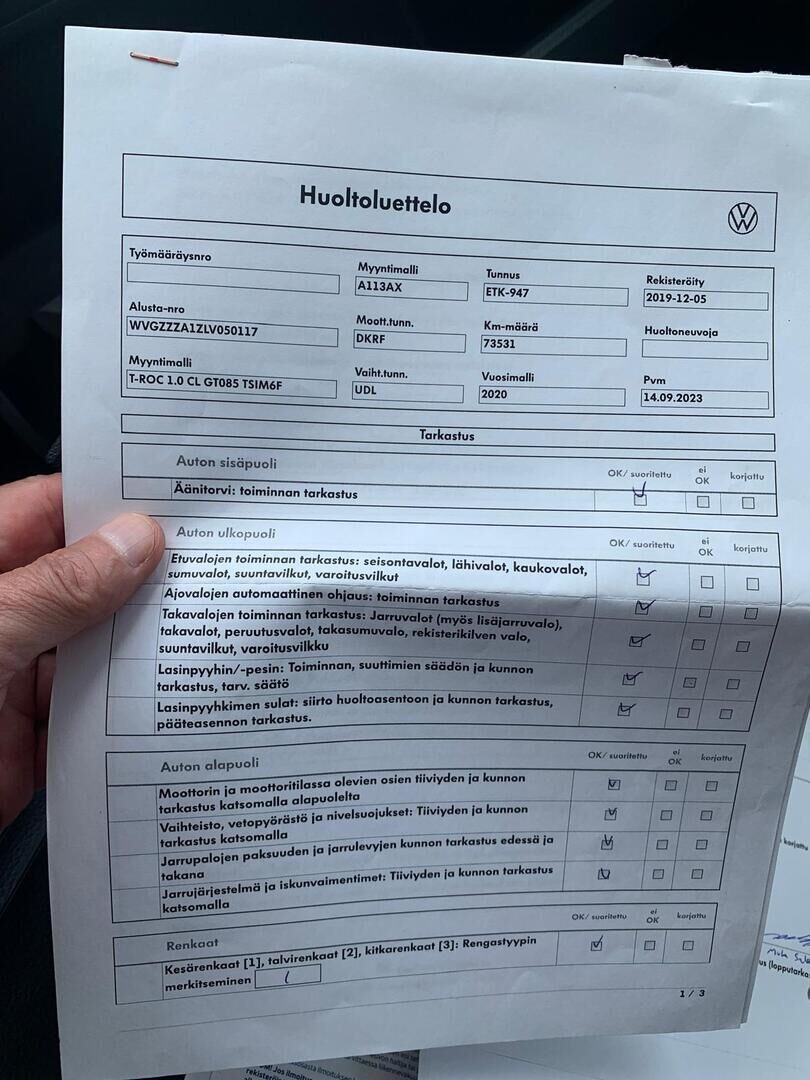 Huoltoluettelo
Työmääräysnro
Myyntimalli
A113AX
Tunnus
ETK-947
Rekisteröity
2019-12-05
Alusta-nro
WVGZZZA1ZLV050117
Moott.tunn.
DKRF
Km-määrä
73531
Huoltoneuvoja
Myyntimalli
T-ROC 1.0 CL GT085 TSIM6F
Vaiht.tunn.
UDL
Vuosimalli
2020
Pvm
14.09.2023
Tarkastus
Auton sisäpuoli
OK/ suoritettu
ei
OK
korjattu
Äänitorvi: toiminnan tarkastus
Auton ulkopuoli
OK/ suoritettu
ei
OK
korjattu
Etuvalojen toiminnan tarkastus: seisontavalot, lähivalot, kaukovalot,
sumuvalot, suuntavilkut, varoitusvilkut
Ajovalojen automaattinen ohjaus: toiminnan tarkastus
Takavalojen toiminnan tarkastus: Jarruvalot (myös lisäjarruvalo),
takavalot, peruutusvalot, takasumuvalo, rekisterikilven valo,
suuntavilkut, varoitusvilkku
Lasinpyyhin/-pesin: Toiminnan, suuttimien säädön ja kunnon
tarkastus, tarv. säätö
Lasinpyyhkimen sulat: siirto huoltoasentoon ja kunnon tarkastus,
pääteasennon tarkastus.
Auton alapuoli
OK/ suoritettu
ei
OK
korjattu
Moottorin ja moottoritilassa olevien osien tiiviyden ja kunnon
tarkastus katsomalla alapuolelta
Vaihteisto, vetopyörästö ja nivelsuojukset: Tiiviyden ja kunnon
tarkastus katsomalla
Jarrupalojen paksuuden ja jarrulevyjen kunnon tarkastus edessä ja
takana
Jarrujärjestelmä ja iskunvaimentimet: Tiiviyden ja kunnon tarkastus
katsomalla
Renkaat
OK/ suoritettu
ei
OK
korjattu
Kesärenkaat [1], talvirenkaat [2], kitkarenkaat [3]: Rengastyypin
merkitseminen 1
1 / 3
korjattu
us (lopputarka